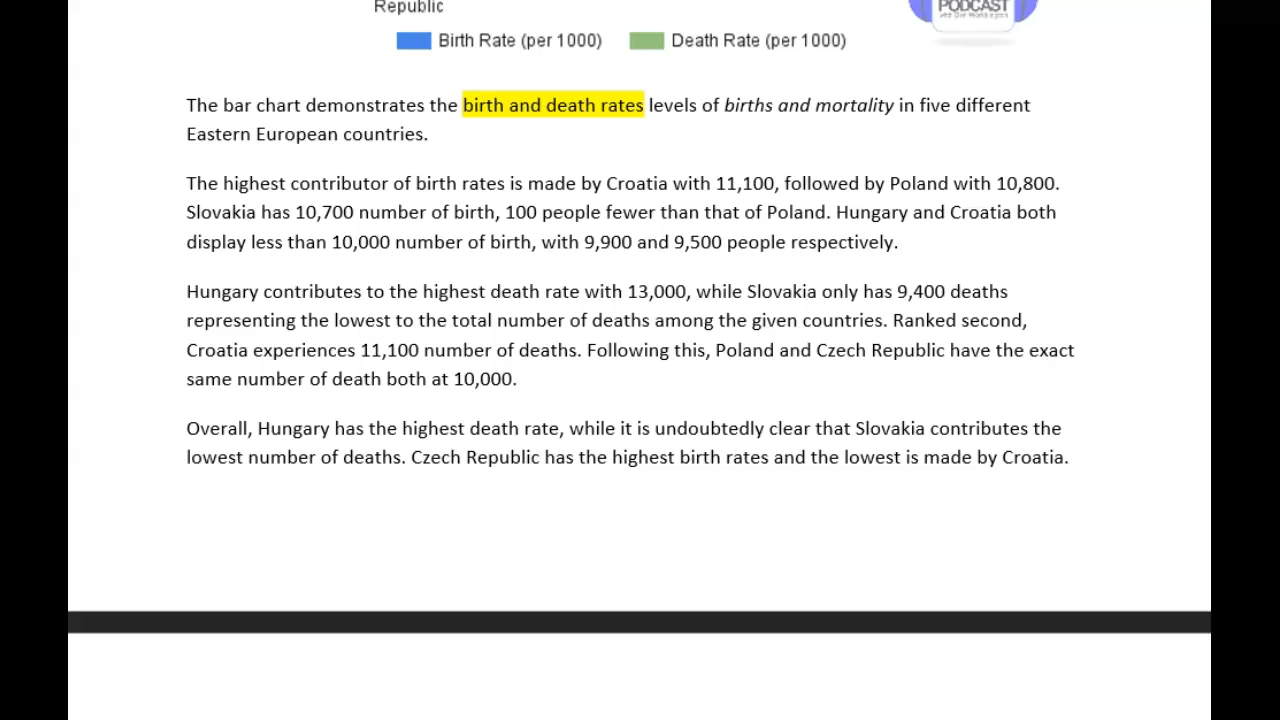 Republic
PODCAST
Birth Rate (per 1000) Death Rate (per 1000)
The bar chart demonstrates the birth and death rates levels of births and mortality in five different
Eastern European countries.
The highest contributor of birth rates is made by Croatia with 11,100, followed by Poland with 10,800.
Slovakia has 10,700 number of birth, 100 people fewer than that of Poland. Hungary and Croatia both
display less than 10,000 number of birth, with 9,900 and 9,500 people respectively.
Hungary contributes to the highest death rate with 13,000, while Slovakia only has 9,400 deaths
representing the lowest to the total number of deaths among the given countries. Ranked second,
Croatia experiences 11,100 number of deaths. Following this, Poland and Czech Republic have the exact
same number of death both at 10,000.
Overall, Hungary has the highest death rate, while it is undoubtedly clear that Slovakia contributes the
lowest number of deaths. Czech Republic has the highest birth rates and the lowest is made by Croatia.